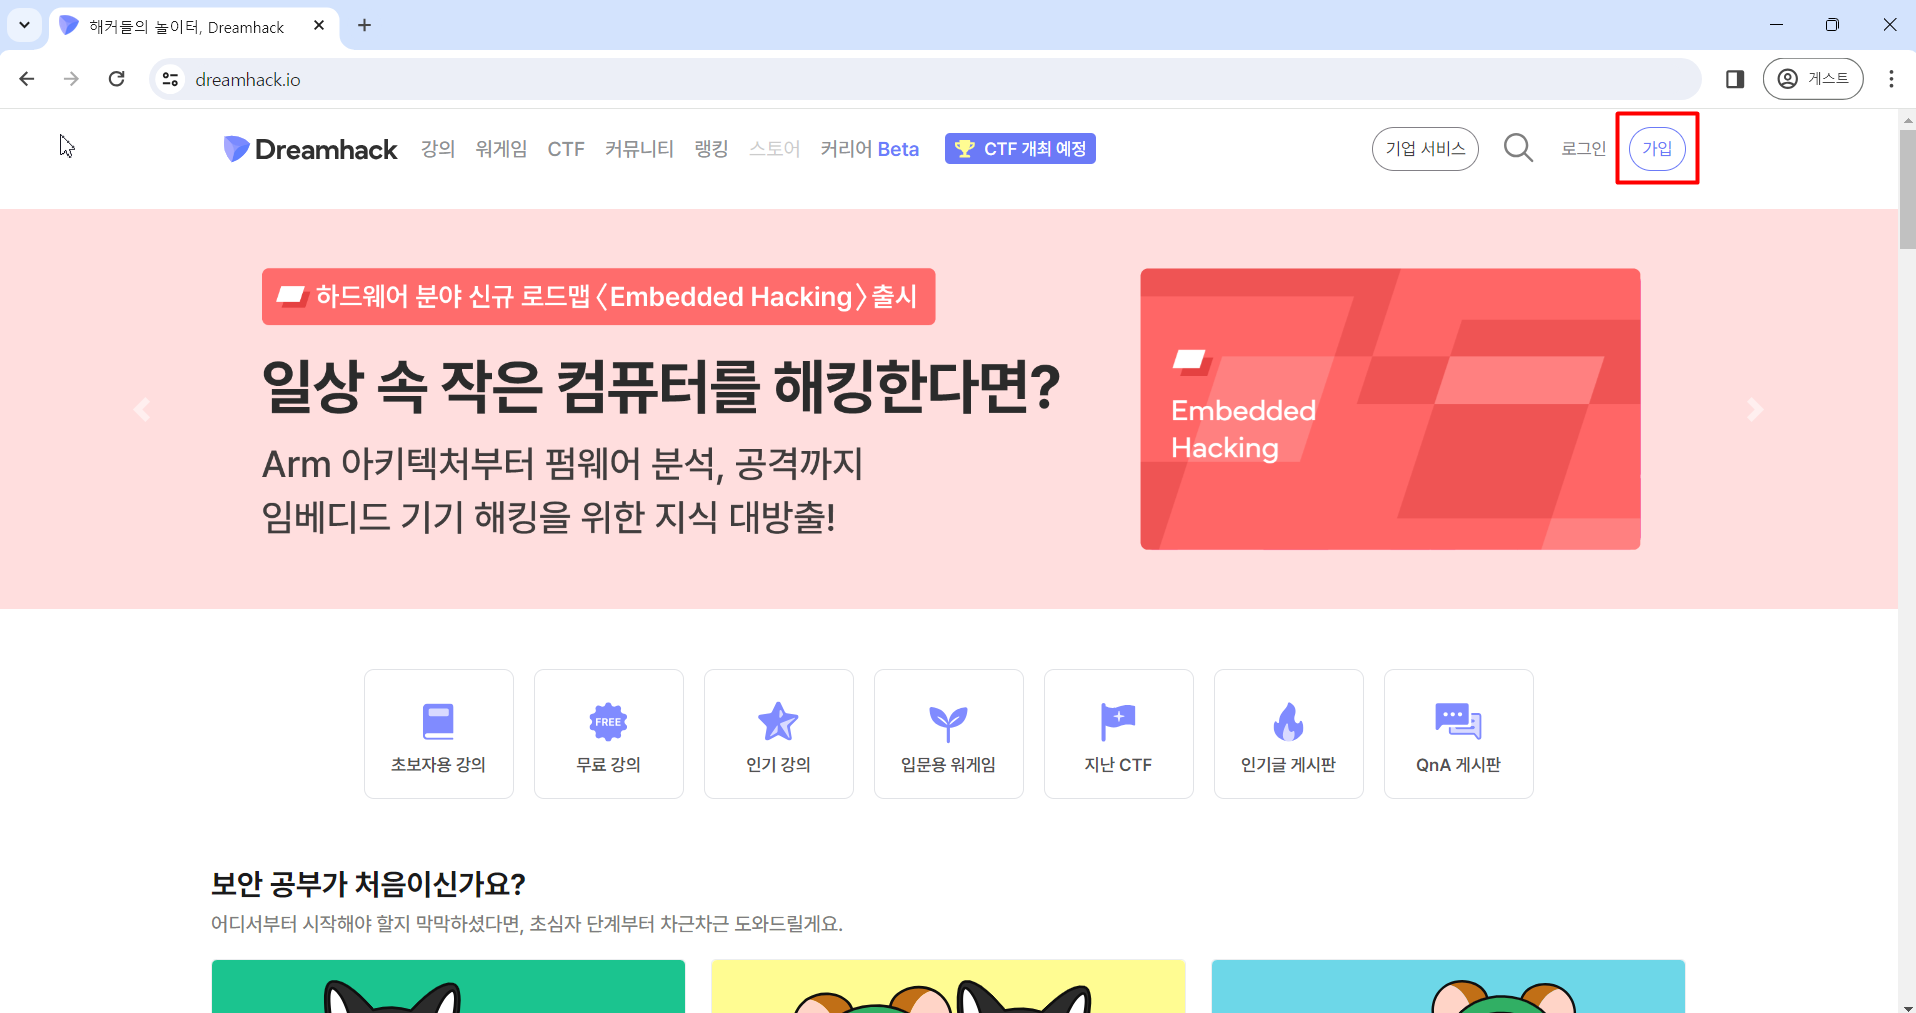 해커들의 놀이터, Dreamhack
dreamhack.io
게스트
Dreamhack 강의 워게임 CTF 커뮤니티 랭킹 스토어 커리어 Beta CTF 개최 예정 기업 서비스 로그인 가입
하드웨어 분야 신규 로드맵〈Embedded Hacking〉출시
일상 속 작은 컴퓨터를 해킹한다면?
Arm 아키텍처부터 펌웨어 분석, 공격까지
임베디드 기기 해킹을 위한 지식 대방출!
Embedded
Hacking
FREE
초보자용 강의 무료 강의 인기 강의 입문용 워게임 지난 CTF 인기글 게시판 QnA 게시판
보안 공부가 처음이신가요?
어디서부터 시작해야 할지 막막하셨다면, 초심자 단계부터 차근차근 도와드릴게요.